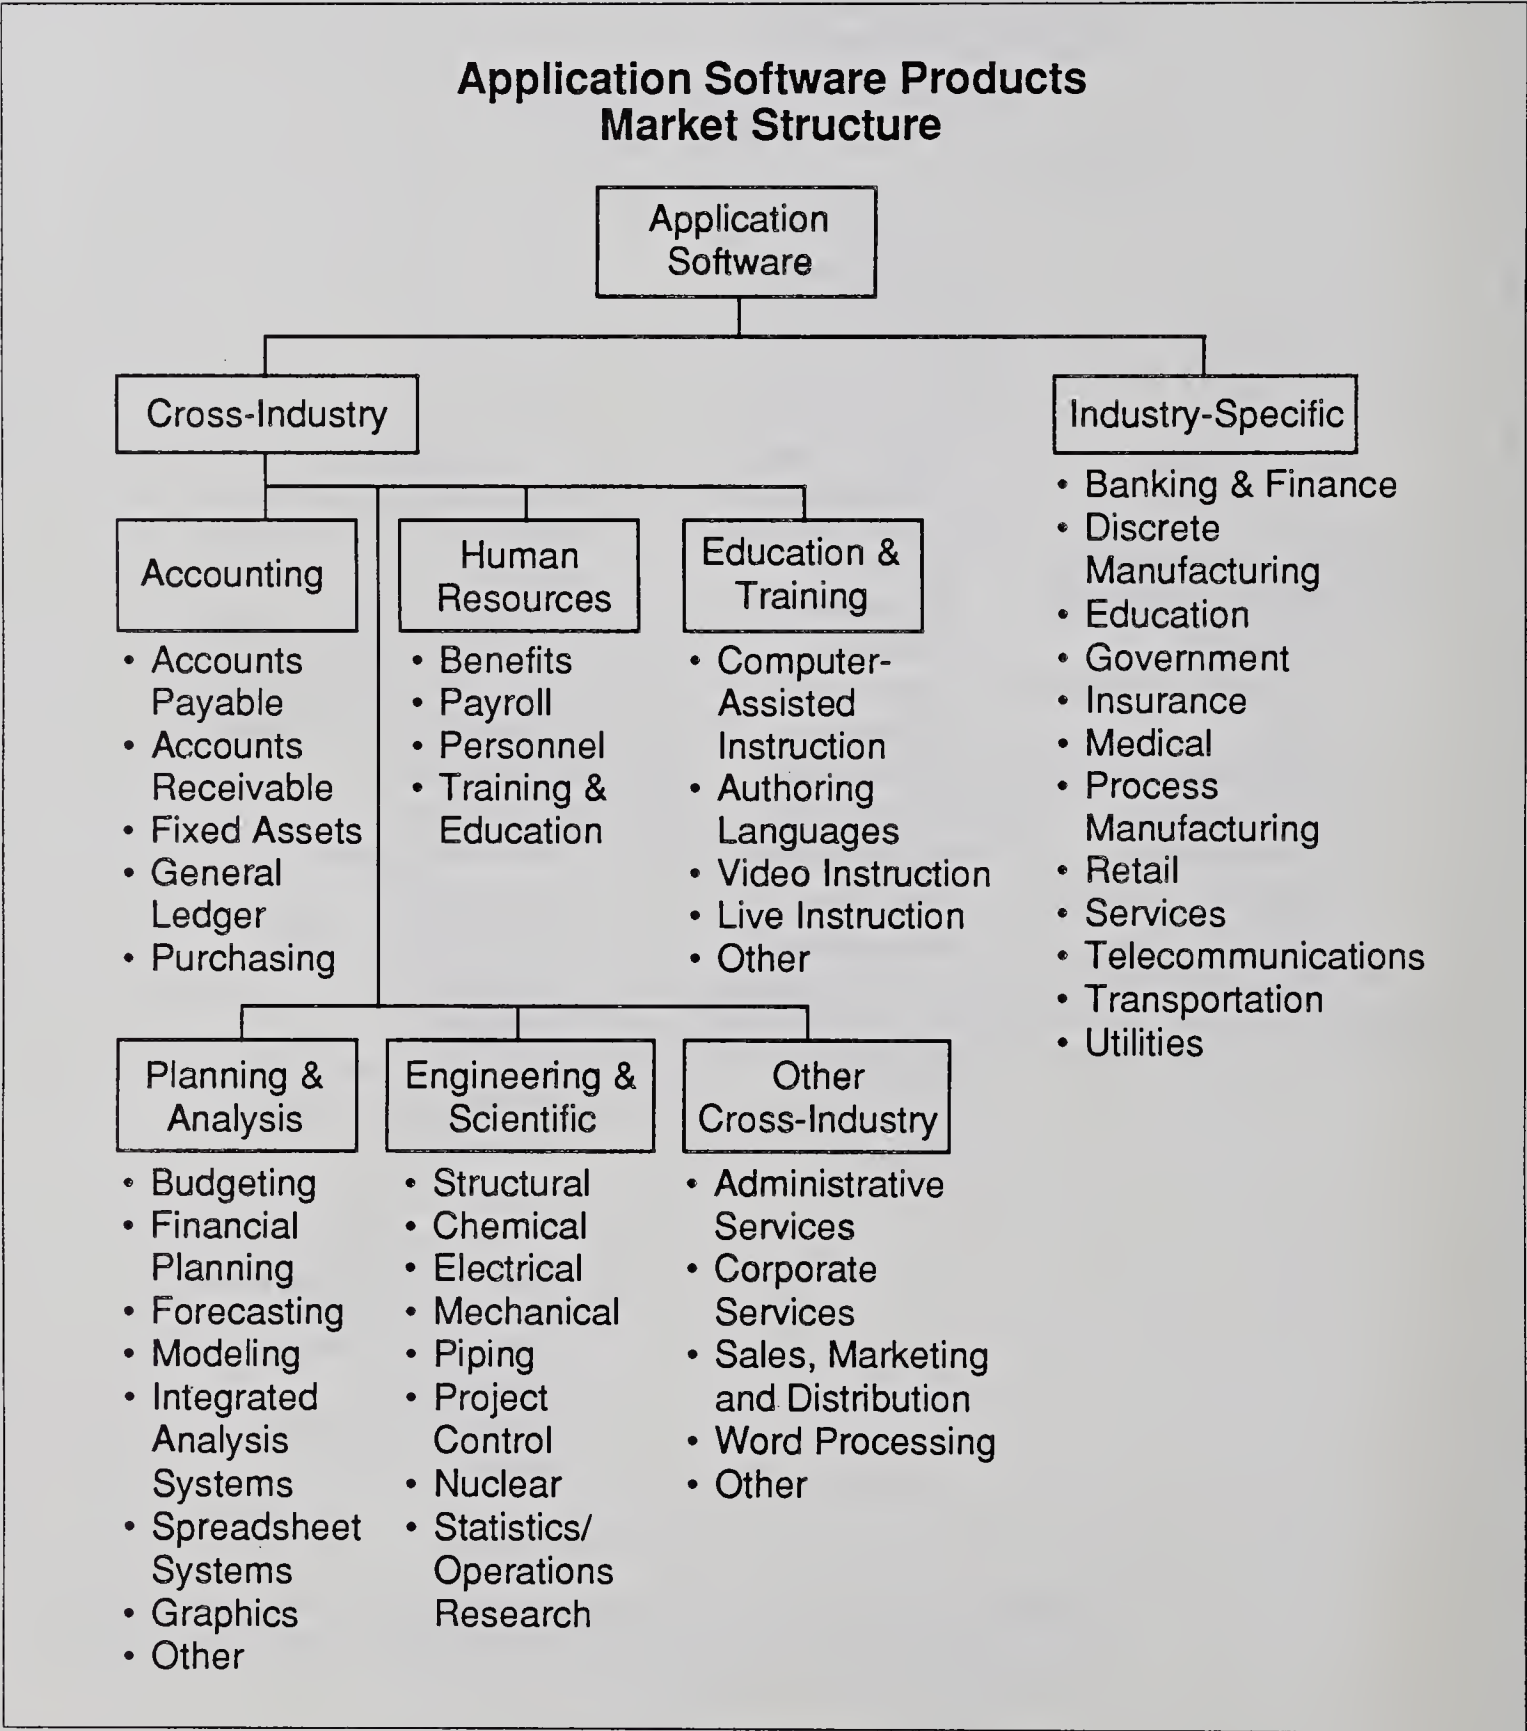 Application Software Products
Market Structure
Application
Software
Cross-Industry
Industry-Specific
Accounting
• Accounts
Payable
• Accounts
Receivable
• Fixed Assets
• General
Ledger
• Purchasing
Human
Resources
• Benefits
• Payroll
• Personnel
• Training &
Education
Education &
Training
• Computer-
Assisted
Instruction
• Authoring
Languages
• Video Instruction
• Live Instruction
• Other
• Banking & Finance
• Discrete
Manufacturing
• Education
• Government
• Insurance
• Medical
• Process
Manufacturing
• Retail
• Services
• Telecommunications
• Transportation
• Utilities
Planning &
Analysis
• Budgeting
• Financial
Planning
• Forecasting
• Modeling
• Integrated
Analysis
Systems
• Spreadsheet
Systems
• Graphics
• Other
Engineering &
Scientific
• Structural
• Chemical
• Electrical
• Mechanical
• Piping
• Project
Control
• Nuclear
• Statistics/
Operations
Research
Other
Cross-Industry
• Administrative
Services
• Corporate
Services
• Sales, Marketing
and Distribution
• Word Processing
• Other